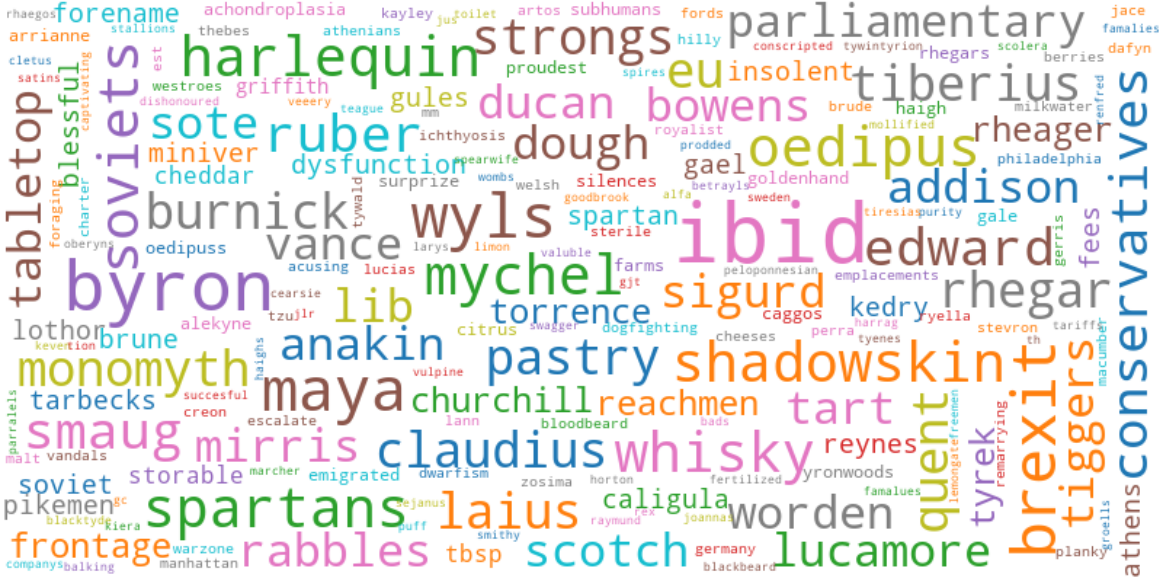 rhaegos forename achondroplasia kayley jus toilet artos subhumans fords parliamentary jace
arrianne stallions thebes athenians strongs hilly conscripted tywintyrion scolera famalies
cletus est harlequin proudest spires eu insolent rhegars berries dafyn
satins captivating westroes griffith tiberius
tabletop blessful soviets dishonoured veeery teague gules mm ducan bowens brude haigh milkwater renfred
sote ruber ichthyosis dough royalist mollified rheager
miniver dysfunction spearwife prodded gael oedipus philadelphia conservatives
foraging charter cheddar tywald surprize wombs welsh silences betrayls goldenhand addison
burnick wyls goodbrook alfa sweden tiresias purity gale
oberyns oedipuss vance larys limon spartan sterile ibid edward gerris fees
byron acusing lucias mychel valuble farms gjt peloponnesian emplacements rhegar
cearsie tzu jlr lib torrence sigurd caggos kedry ryella
lothor brune alekyne citrus swagger dogfighting cheeses perra harrag tyenes stevron th tariffs
keverntion haighs anakin pastry shadowskin macumber
monomyth vulpine brexit tiggers
tarbecks succesful creon maya churchill reachmen tart
parralels escalate lann bloodbeard bads quent freemen remarrying
smaug mirris claudius whisky reynes
malt vandals storable marcher emigrated dwarfism zosima horton fertilized yronwoods lemongate tyrek
soviet famalues
pikemen gc spartans sejanus laius caligula worden groells athens
blacktyde kiera puff smithy raymund rex joannas
frontage warzone rabbles tbsp scotch germany lucamore planky
companys balking manhattan blackbeard